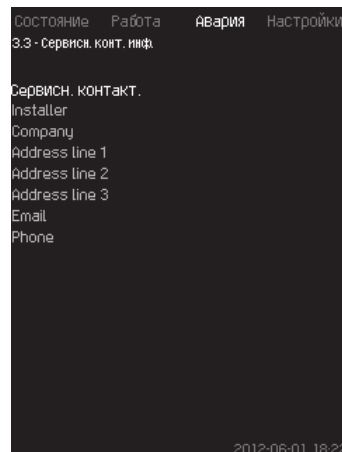 Состояние Работа Авария Настройки
3.3 - Сервисн. конт. инф.
Сервисн. контакт.
Installer
Company
Address line 1
Address line 2
Address line 3
Email
Phone
2012-06-01 18:22